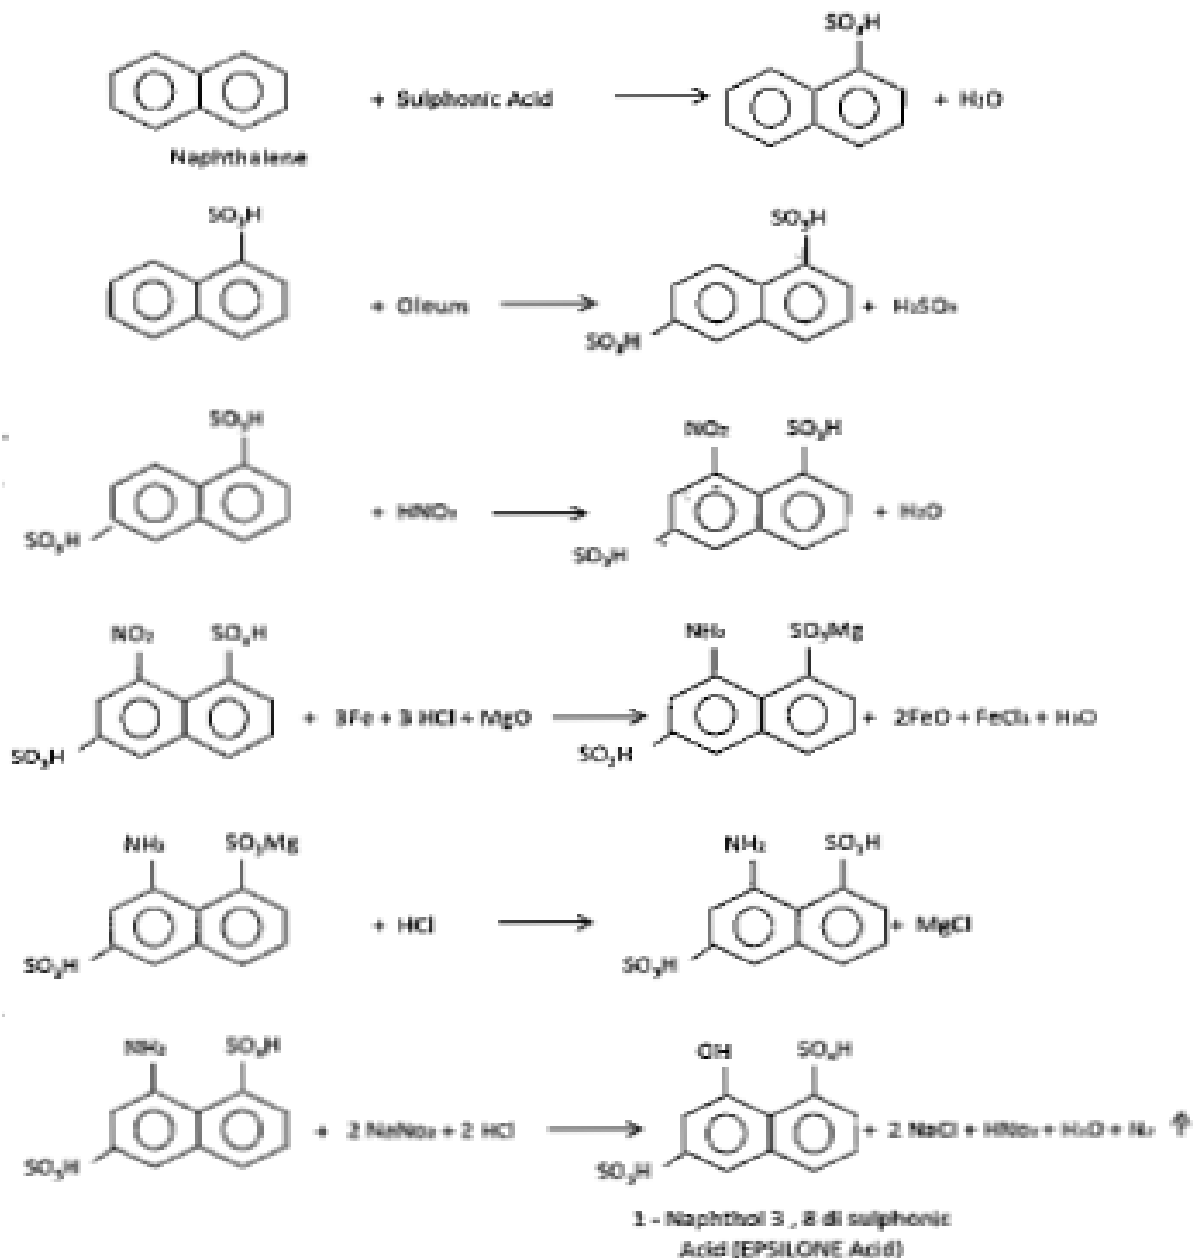 SO₃H
+ Sulphonic Acid + H₂O
Naphthalene
SO₃H SO₃H
+ Oleum + H₂SO₄
SO₃H
SO₃H NO₂ SO₃H
+ HNO₃ + H₂O
SO₃H SO₃H
NO₂ SO₃H NH₂ SO₃Mg
+ 3Fe + 3 HCl + MgO + 2FeO + FeCl₃ + H₂O
SO₃H SO₃H
NH₂ SO₃Mg NH₂ SO₃H
+ HCl + MgCl
SO₃H SO₃H
NH₂ SO₃H OH SO₃H
+ 2 NaNo₂ + 2 HCl + 2 NaCl + HNo₂ + H₂O + N₂
SO₃H SO₃H
1 - Naphthol 3 , 8 di sulphonic
Acid (EPSILONE Acid)